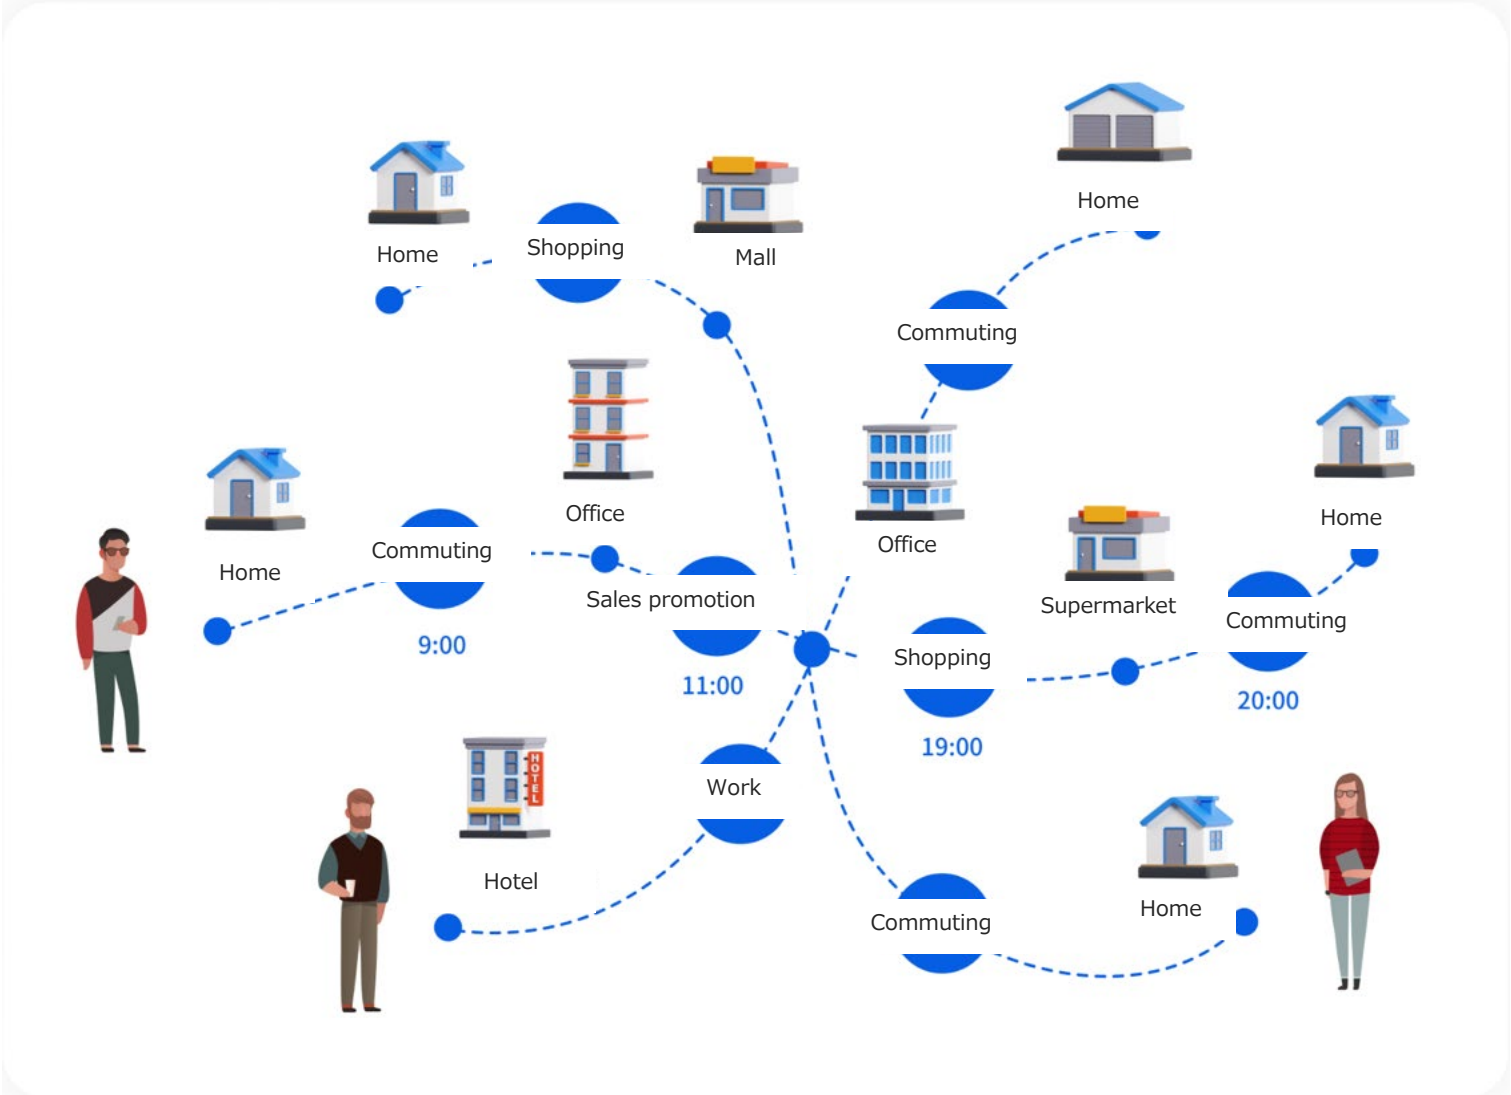 Home
Shopping
Mall
Home
Commuting
Home
Commuting
9:00
Office
Sales promotion
11:00
Office
Shopping
19:00
Supermarket
Home
Commuting
20:00
HOTEL
Hotel
Work
Commuting
Home